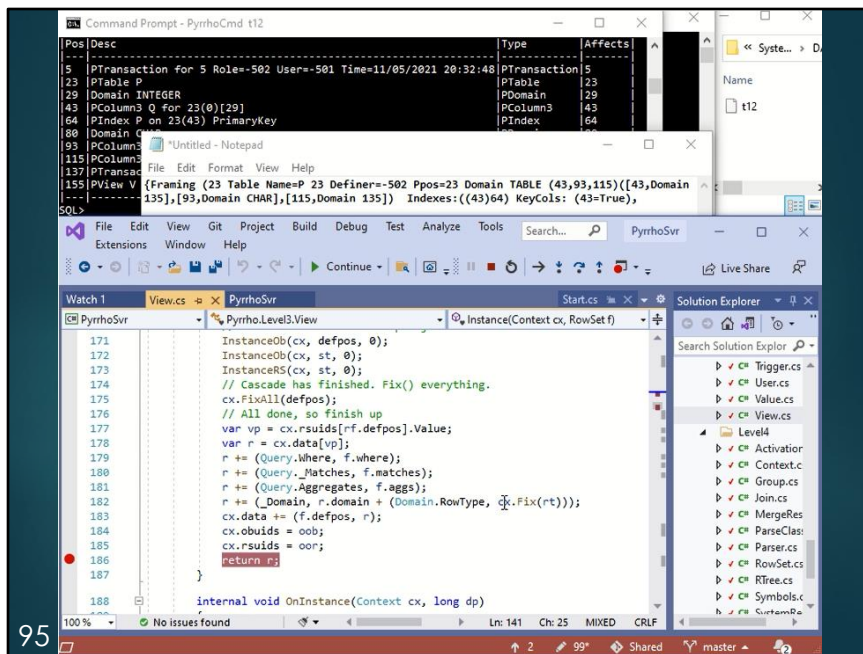 Command Prompt - PyrrhoCmd t12
|Pos|Desc |Type |Affects|
|5 |PTransaction for 5 Role=-502 User=-501 Time=11/05/2021 20:32:48|PTransaction|5 |
|23 |PTable P |PTable |23 |
|29 |Domain INTEGER |PDomain |29 |
|43 |PColumn3 Q for 23(0)[29] |PColumn3 |43 |
|64 |PIndex P on 23(43) PrimaryKey |PIndex |64 |
|80 |Domain
|93 |PColumn3
|115|PColumn3
|137|PTransac
|155|PView V
SQL>
« Syste... >
Name
t12
*Untitled - Notepad
File Edit Format View Help
{Framing (23 Table Name=P 23 Definer=-502 Ppos=23 Domain TABLE (43,93,115)([43,Domain
135],[93,Domain CHAR],[115,Domain 135]) Indexes:((43)64) KeyCols: (43=True),
File Edit View Git Project Build Debug Test Analyze Tools Search... PyrrhoSvr
Extensions Window Help
Continue Live Share
Watch 1 View.cs PyrrhoSvr Start.cs Solution Explorer
PyrrhoSvr Pyrrho.Level3.View Instance(Context cx, RowSet f)
Search Solution Explor
171 InstanceOb(cx, defpos, 0);
172 InstanceOb(cx, st, 0);
173 InstanceRS(cx, st, 0);
174 // Cascade has finished. Fix() everything.
175 cx.FixAll(defpos);
176 // All done, so finish up
177 var vp = cx.rsuids[rf.defpos].Value;
178 var r = cx.data[vp];
179 r += (Query.Where, f.where);
180 r += (Query._Matches, f.matches);
181 r += (Query.Aggregates, f.aggs);
182 r += (_Domain, r.domain + (Domain.RowType, cx.Fix(rt)));
183 cx.data += (f.defpos, r);
184 cx.obuids = oob;
185 cx.rsuids = oor;
186 return r;
187 }
188 internal void OnInstance(Context cx, long dp)
C# Trigger.cs
C# User.cs
C# Value.cs
C# View.cs
Level4
C# Activation
C# Context.c
C# Group.cs
C# Join.cs
C# MergeRes
C# ParseClas
C# Parser.cs
C# RowSet.cs
C# RTree.cs
C# Symbols.c
C# SystemRe
100 % No issues found Ln: 141 Ch: 25 MIXED CRLF
2 99* Shared master 2
95